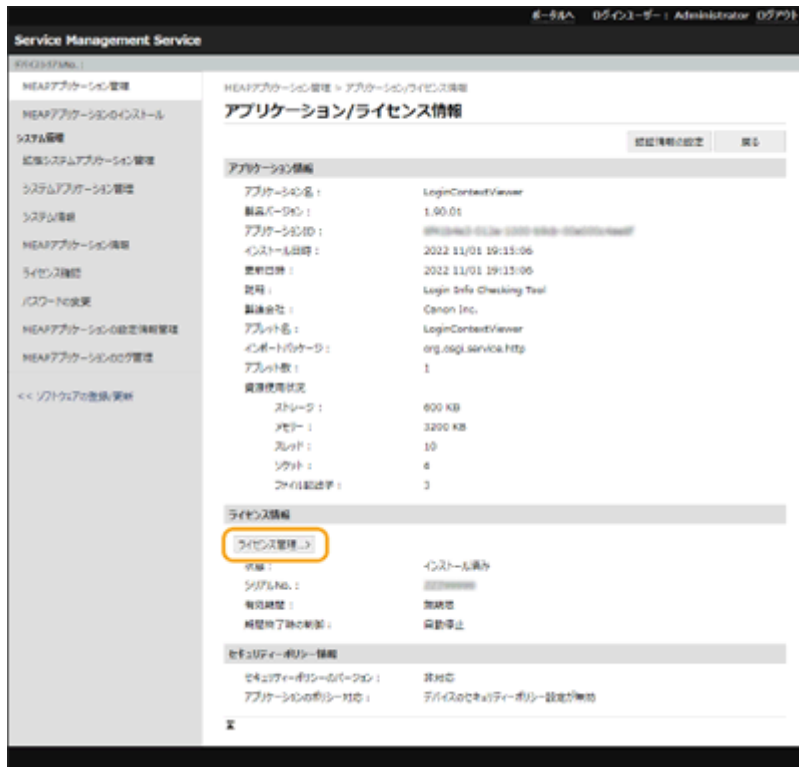 ポータルへ ログインユーザー： Administrator ログアウト
Service Management Service
デバイスシリアルNo.：
MEAPアプリケーション管理
MEAPアプリケーションのインストール
システム管理
拡張システムアプリケーション管理
システムアプリケーション管理
システム情報
MEAPアプリケーション情報
ライセンス確認
パスワードの変更
MEAPアプリケーションの設定情報管理
MEAPアプリケーションのログ管理
<< ソフトウェアの登録/更新
MEAPアプリケーション管理 > アプリケーション/ライセンス情報
アプリケーション/ライセンス情報
認証情報の設定 戻る
アプリケーション情報
アプリケーション名： LoginContextViewer
製品バージョン： 1.90.01
アプリケーションID：
インストール日時： 2022 11/01 19:15:06
更新日時： 2022 11/01 19:15:06
説明： Login Info Checking Tool
製造会社： Canon Inc.
アプレット名： LoginContextViewer
インポートパッケージ： org.osgi.service.http
アプレット数： 1
資源使用状況
ストレージ： 600 KB
メモリー： 3200 KB
スレッド： 10
ソケット： 6
ファイル記述子： 3
ライセンス情報
ライセンス管理...>
状態： インストール済み
シリアルNo.：
有効期間： 無期限
期間終了時の制御： 自動停止
セキュリティーポリシー情報
セキュリティーポリシーのバージョン： 非対応
アプリケーションのポリシー対応： デバイスのセキュリティーポリシー設定が無効